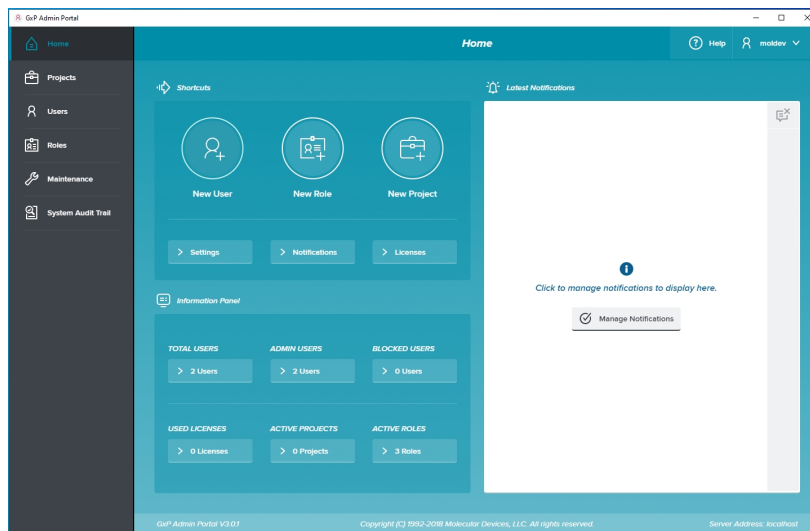 GxP Admin Portal
Home
Home
Help
moldev
Projects
Users
Roles
Maintenance
System Audit Trail
Shortcuts
New User
New Role
New Project
Settings
Notifications
Licenses
Latest Notifications
Click to manage notifications to display here.
Manage Notifications
Information Panel
TOTAL USERS
ADMIN USERS
BLOCKED USERS
2 Users
2 Users
0 Users
USED LICENSES
ACTIVE PROJECTS
ACTIVE ROLES
0 Licenses
0 Projects
3 Roles
GxP Admin Portal V3.0.1
Copyright (C) 1992-2018 Molecular Devices, LLC. All rights reserved.
Server Address: localhost